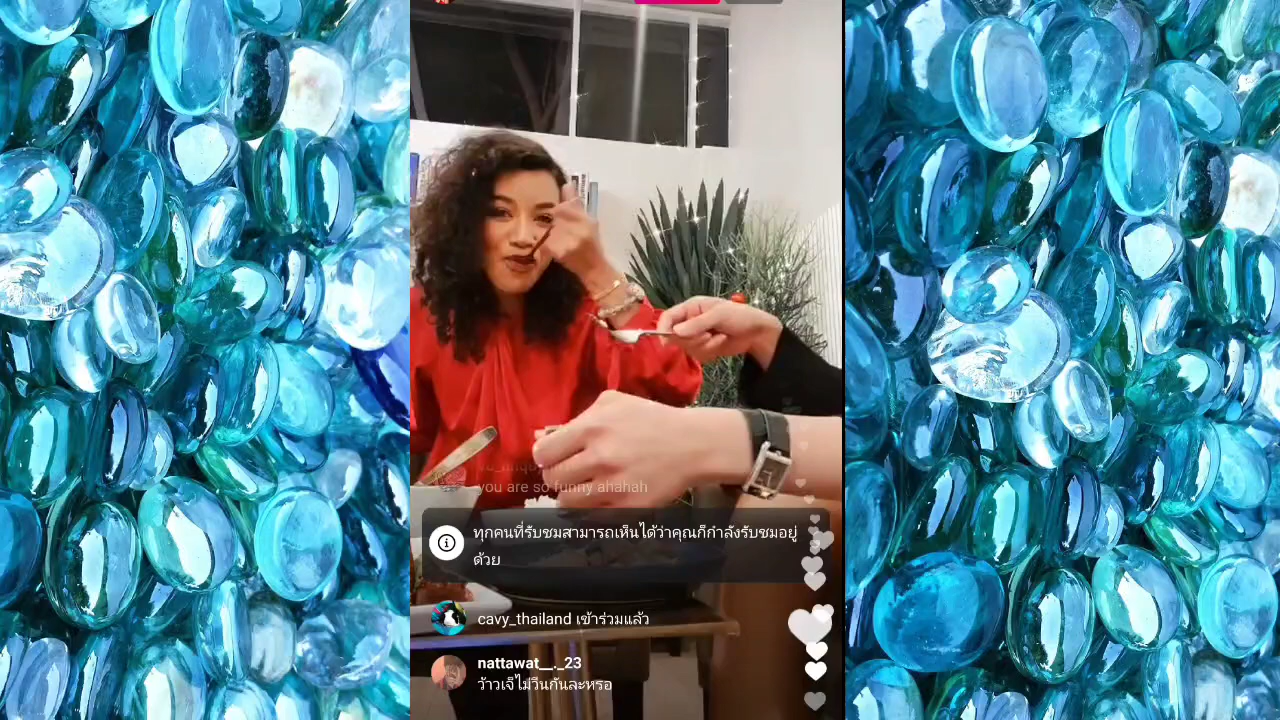 you are so funny ahahah
ทุกคนที่รับชมสามารถเห็นได้ว่าคุณก็กำลังรับชมอยู่
ด้วย
cavy_thailand เข้าร่วมแล้ว
nattawat__._23
ว้าวเจ๊ไม่วีนกันละหรอ